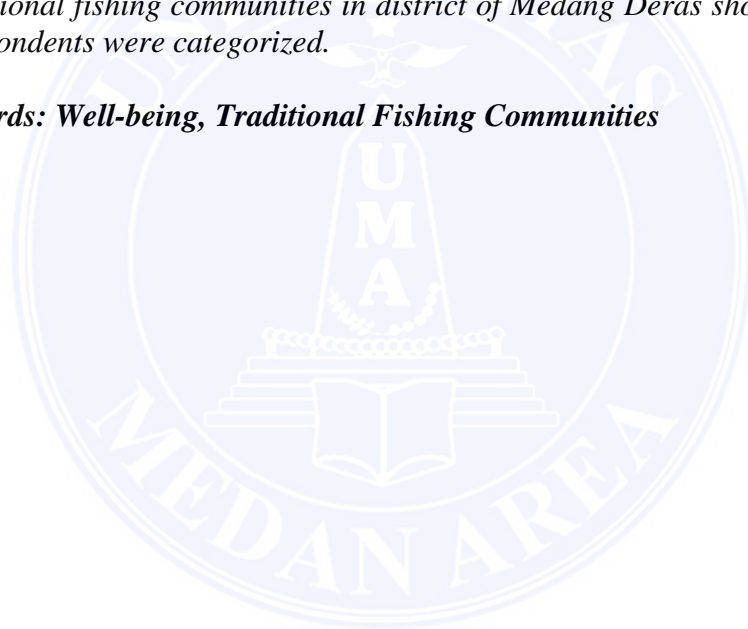 ional fishing communities in district of Medang Deras sho
ondents were categorized.
rds: Well-being, Traditional Fishing Communities
UMA
MEDAN AREA